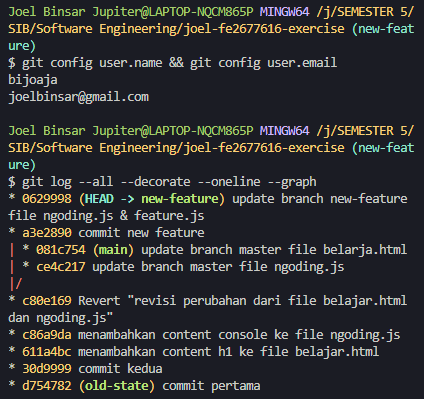 Joel Binsar Jupiter@LAPTOP-NQCM865P MINGW64 /j/SEMESTER 5/
SIB/Software Engineering/joel-fe2677616-exercise (new-feat
ure)
$ git config user.name && git config user.email
bijoaja
joelbinsar@gmail.com

Joel Binsar Jupiter@LAPTOP-NQCM865P MINGW64 /j/SEMESTER 5/
SIB/Software Engineering/joel-fe2677616-exercise (new-feat
ure)
$ git log --all --decorate --oneline --graph
* 0629998 (HEAD -> new-feature) update branch new-feature
file ngoding.js & feature.js
* a3e2890 commit new feature
| * 081c754 (main) update branch master file belarja.html
| * ce4c217 update branch master file ngoding.js
|/
* c80e169 Revert "revisi perubahan dari file belajar.html
dan ngoding.js"
* c86a9da menambahkan content console ke file ngoding.js
* 611a4bc menambahkan content h1 ke file belajar.html
* 30d9999 commit kedua
* d754782 (old-state) commit pertama